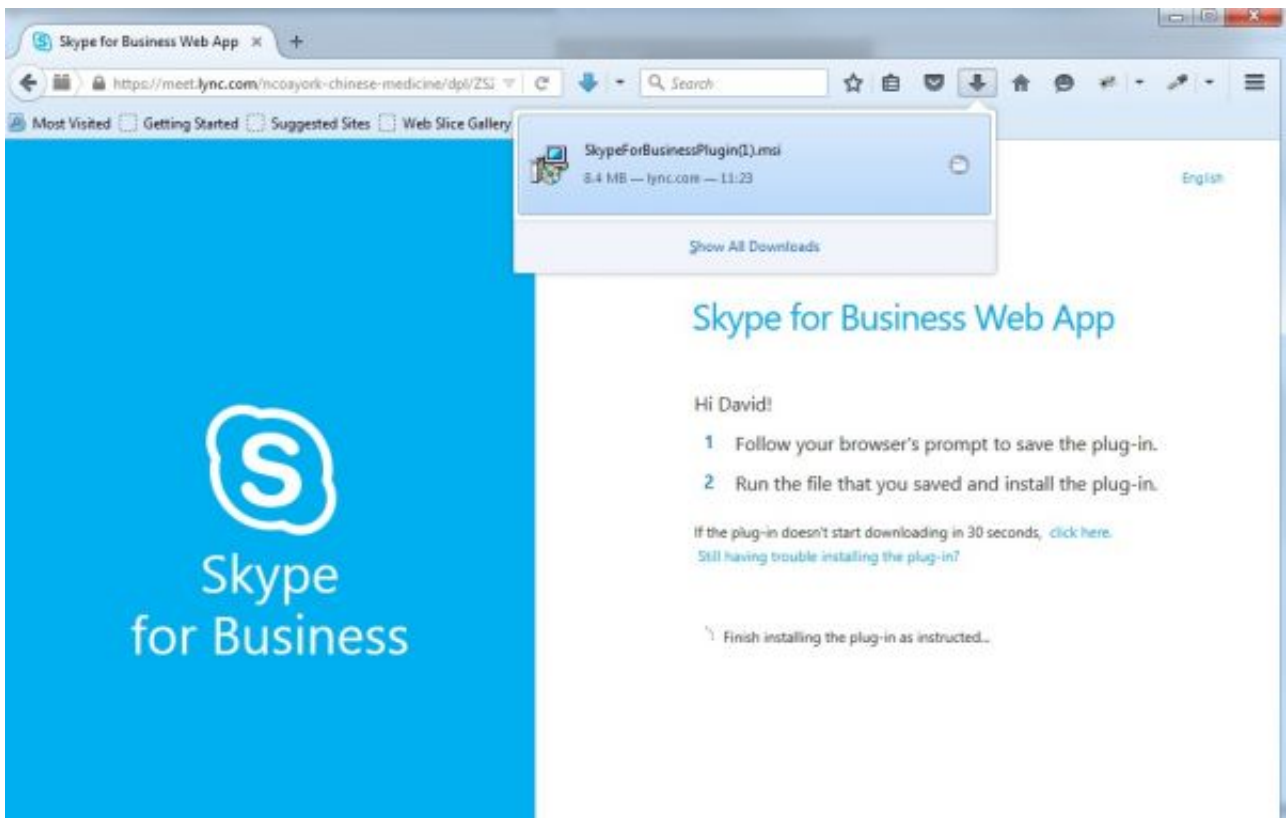 Skype for Business Web App
https://meet.lync.com/ncoayork-chinese-medicine/dpl/
Search
Most Visited Getting Started Suggested Sites Web Slice Gallery
SkypeForBusinessPlugin(1).msi
8.4 MB — lync.com — 11:23
Show All Downloads
English
Skype for Business Web App
Hi David!
1 Follow your browser's prompt to save the plug-in.
2 Run the file that you saved and install the plug-in.
If the plug-in doesn't start downloading in 30 seconds, click here.
Still having trouble installing the plug-in?
Finish installing the plug-in as instructed...
S
Skype
for Business